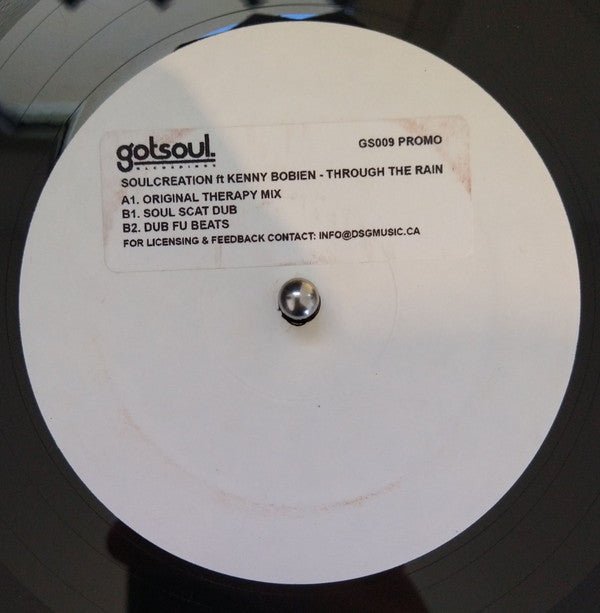 gotsoul.
RECORDINGS
GS009 PROMO
SOULCREATION ft KENNY BOBIEN - THROUGH THE RAIN
A1. ORIGINAL THERAPY MIX
B1. SOUL SCAT DUB
B2. DUB FU BEATS
FOR LICENSING & FEEDBACK CONTACT: INFO@DSGMUSIC.CA